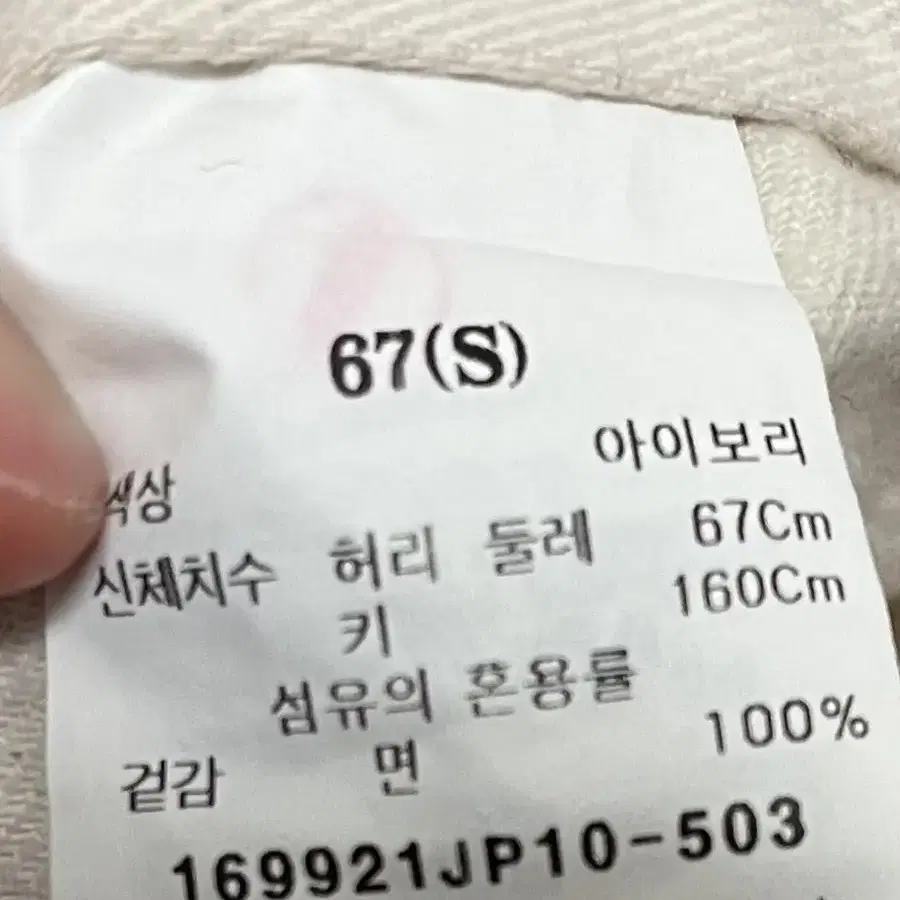 67(S)
색상 아이보리
신체치수 허리 둘레 67Cm
키 160Cm
섬유의 혼용률
겉감 면 100%
169921JP10-503